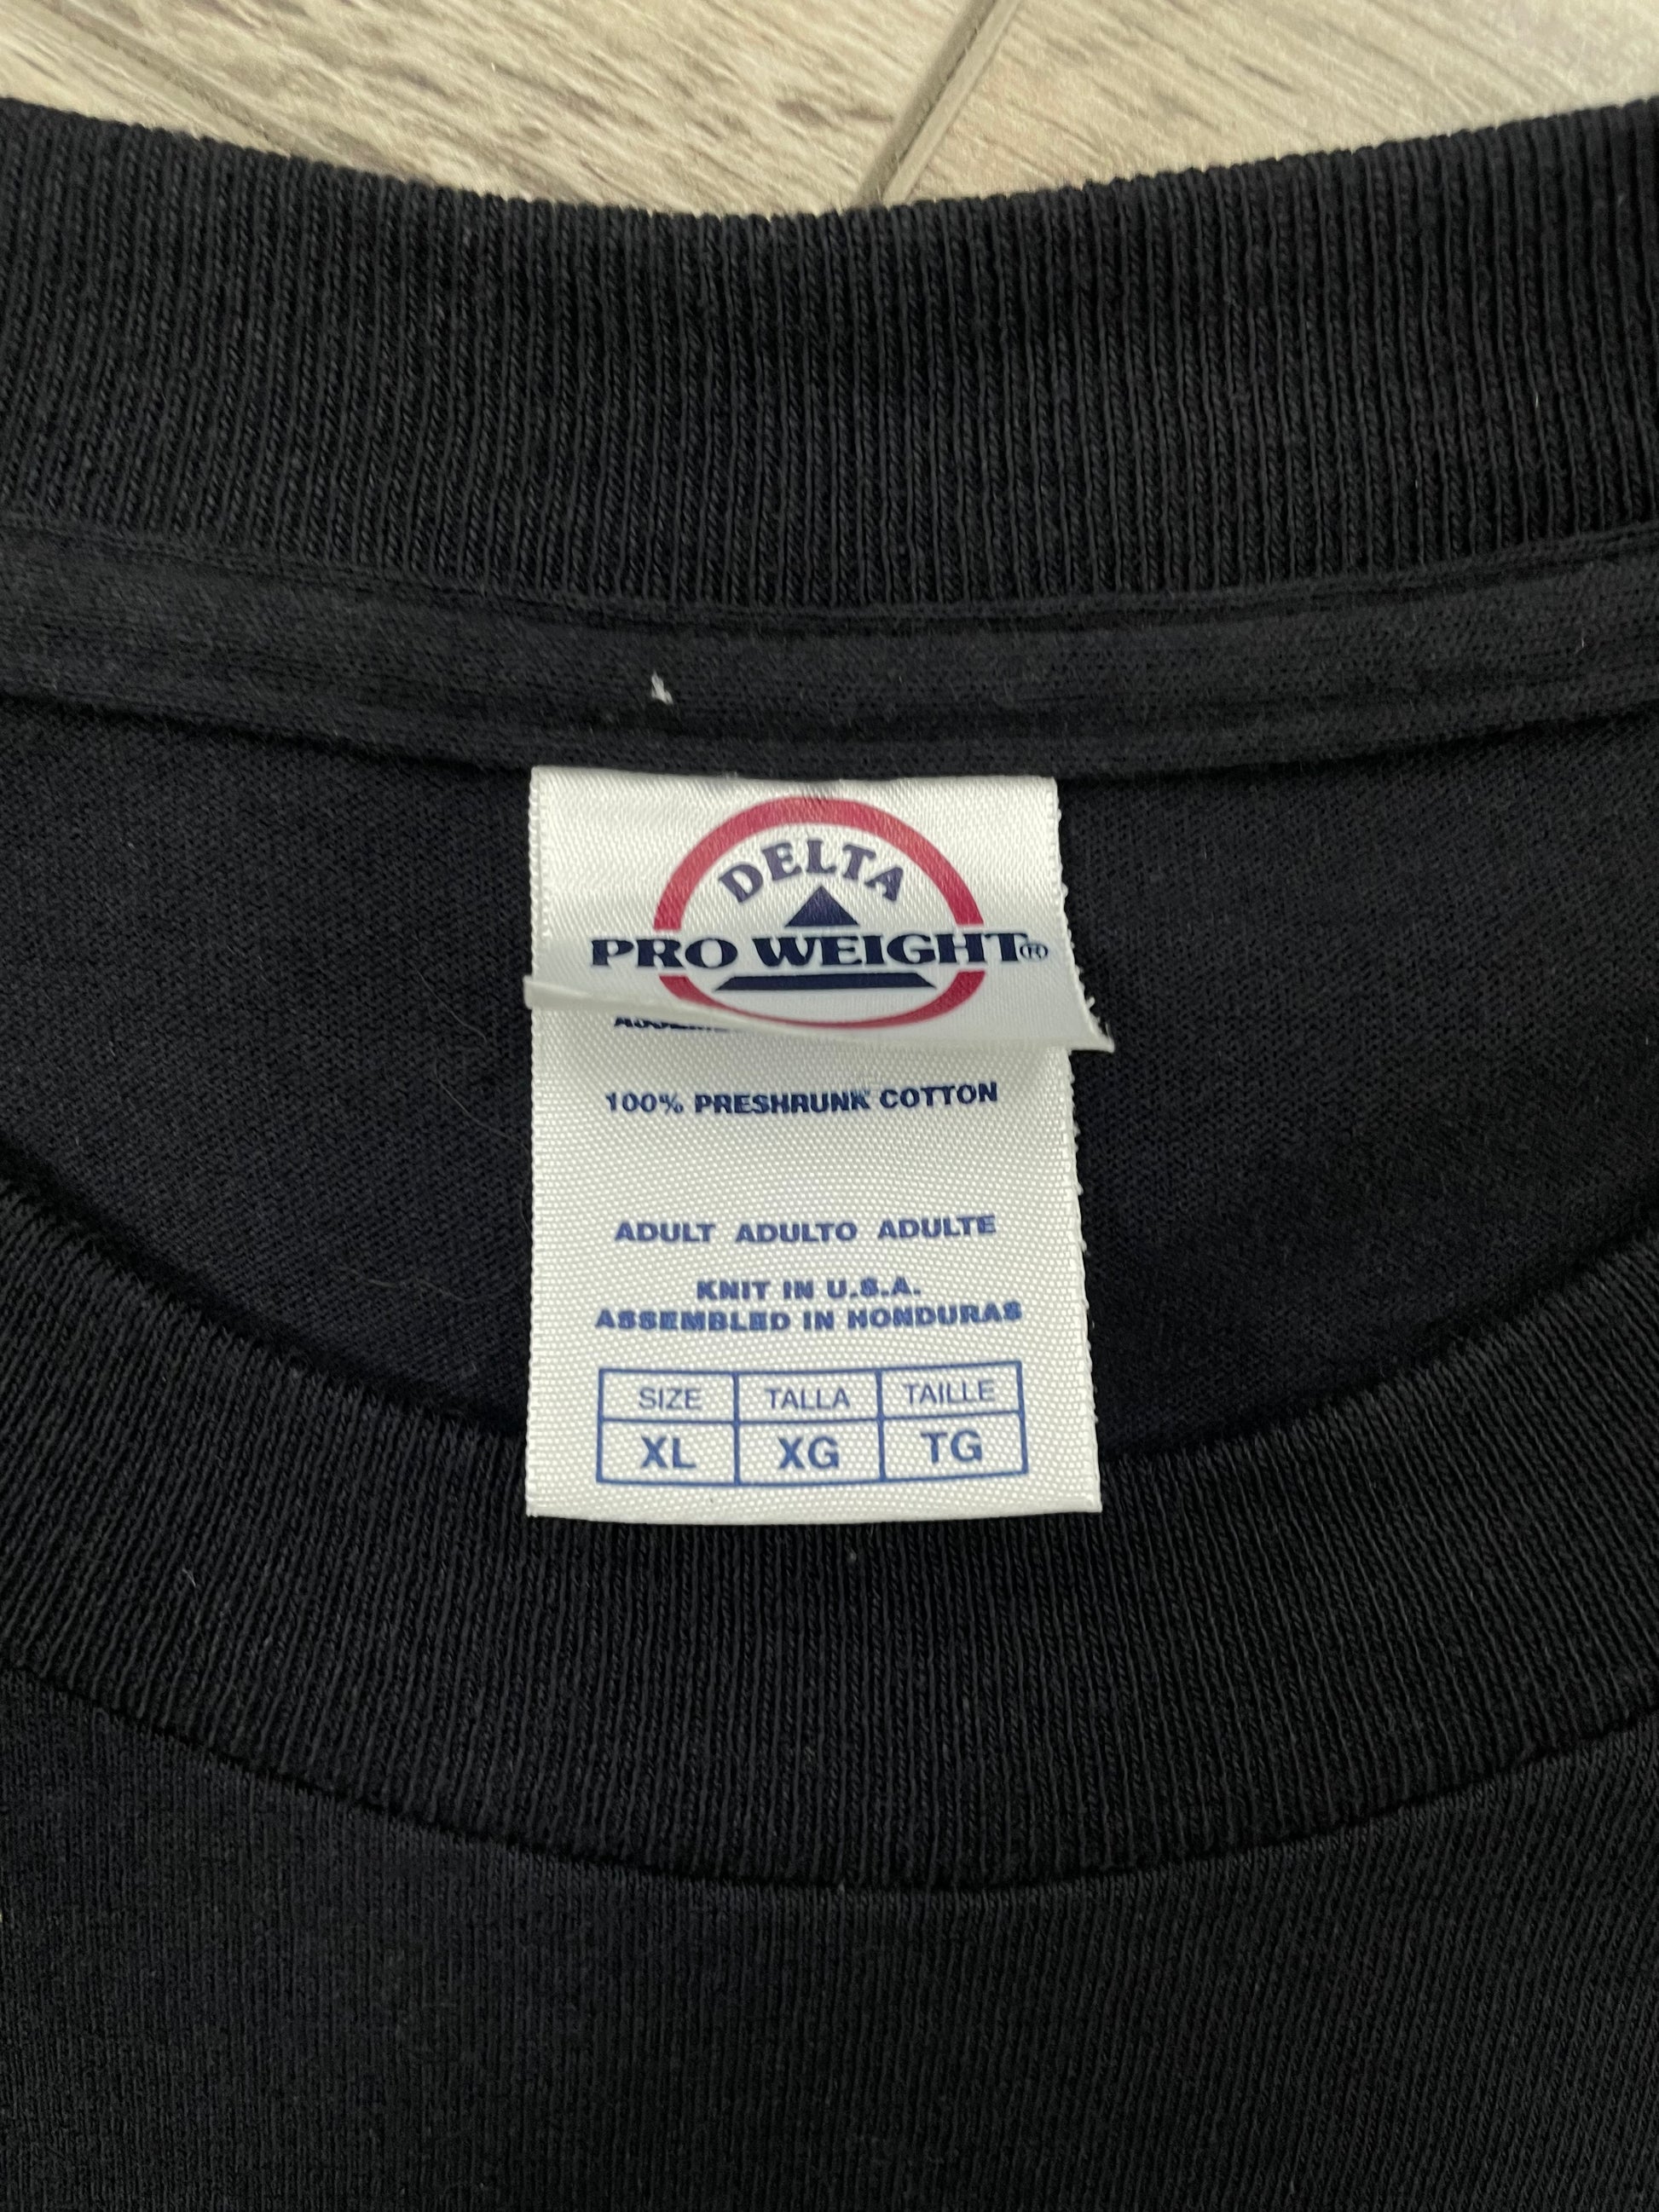 DELTA
PRO WEIGHT®
100% PRESHRUNK COTTON
ADULT ADULTO ADULTE
KNIT IN U.S.A.
ASSEMBLED IN HONDURAS
SIZE TALLA TAILLE
XL XG TG